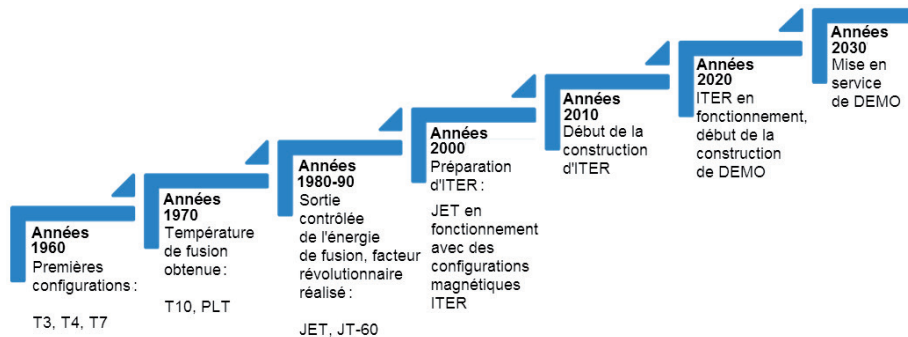 Années
1960
Premières
configurations :
T3, T4, T7
Années
1970
Température
de fusion
obtenue :
T10, PLT
Années
1980-90
Sortie
contrôlée
de l'énergie
de fusion, facteur
révolutionnaire
réalisé :
JET, JT-60
Années
2000
Préparation
d'ITER :
JET en
fonctionnement
avec des
configurations
magnétiques
ITER
Années
2010
Début de la
construction
d'ITER
Années
2020
ITER en
fonctionnement,
début de la
construction
de DEMO
Années
2030
Mise en
service
de DEMO